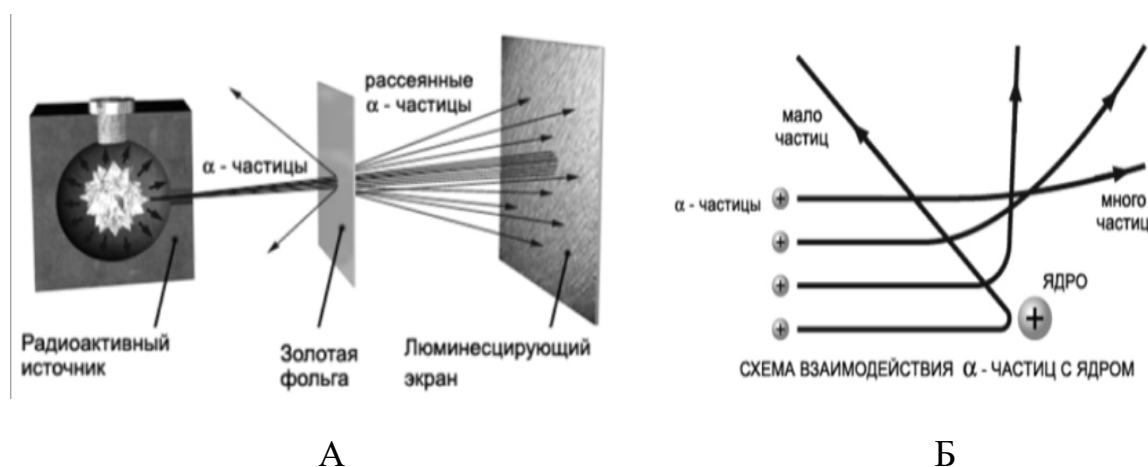 рассеянные
α - частицы
α - частицы
Радиоактивный
источник
Золотая
фольга
Люминесцирующий
экран
А
мало
частиц
α - частицы
+
+
+
+
много
частиц
ЯДРО
+
СХЕМА ВЗАИМОДЕЙСТВИЯ α - ЧАСТИЦ С ЯДРОМ
Б